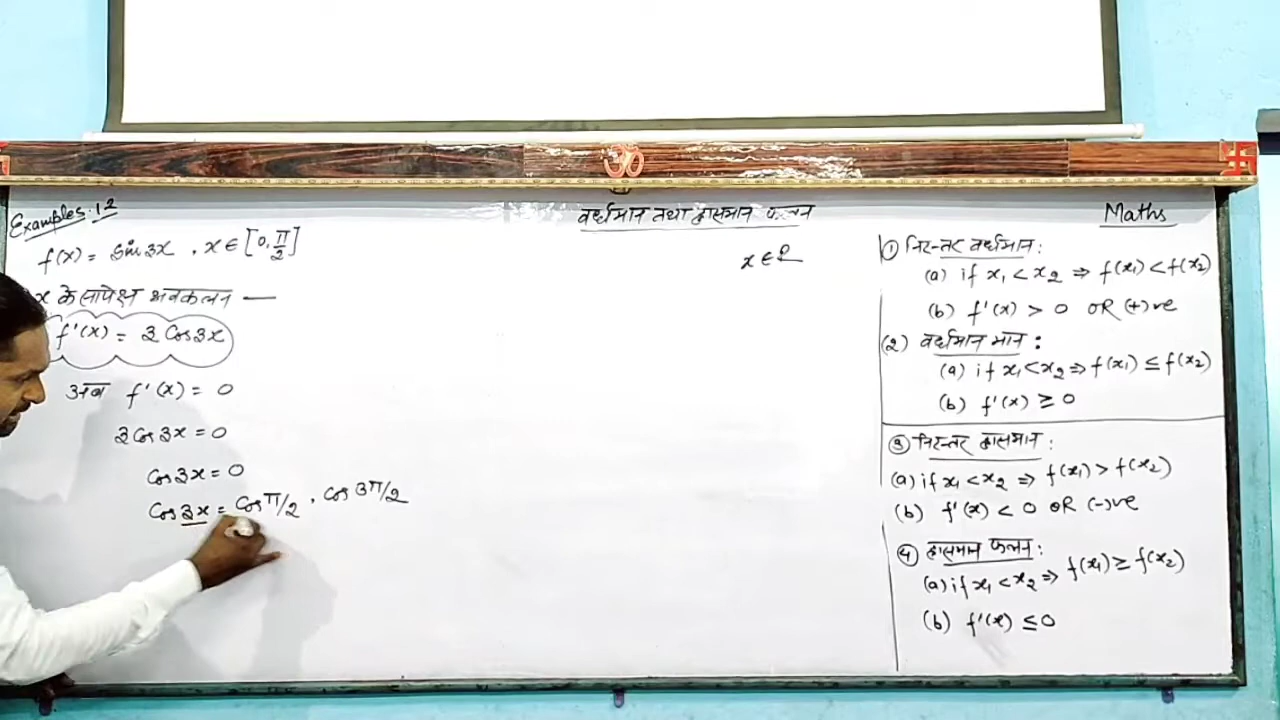 Examples: 12
f(x) = Sin 3x , x ∈ [0, π/2]
x के सापेक्ष अवकलन —
f'(x) = 3 Cos 3x
अब f'(x) = 0
3 Cos 3x = 0
Cos 3x = 0
Cos 3x = Cos π/2 , Cos 3π/2
वर्धमान तथा ह्रासमान फलन
x ∈ R
Maths
① निरन्तर वर्धमान :
(a) if x₁ < x₂ ⇒ f(x₁) < f(x₂)
(b) f'(x) > 0 OR (+)ve
(2) वर्धमान मान :
(a) if x₁ < x₂ ⇒ f(x₁) ≤ f(x₂)
(b) f'(x) ≥ 0
③ निरन्तर ह्रासमान :
(a) if x₁ < x₂ ⇒ f(x₁) > f(x₂)
(b) f'(x) < 0 OR (-)ve
④ ह्रासमान फलन :
(a) if x₁ < x₂ ⇒ f(x₁) ≥ f(x₂)
(b) f'(x) ≤ 0